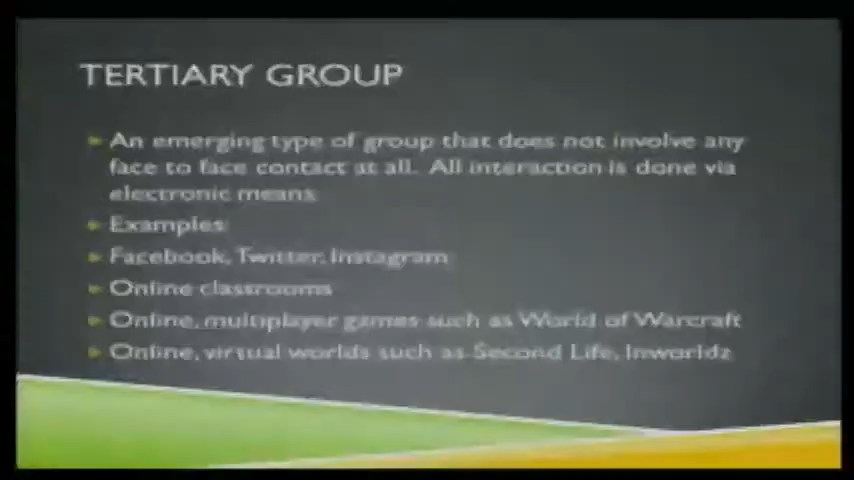 TERTIARY GROUP
An emerging type of group that does not involve any
face to face contact at all. All interaction is done via
electronic means
Examples
Facebook, Twitter, Instagram
Online classrooms
Online, multiplayer games such as World of Warcraft
Online, virtual worlds such as Second Life, Inworldz